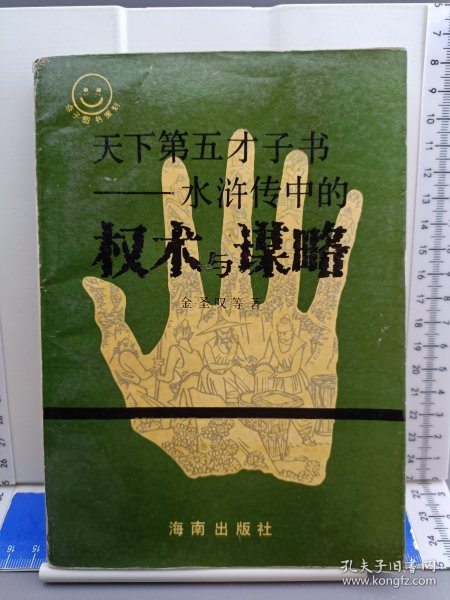 天下第五才子书
——水浒传中的
权术与谋略
金圣叹等著
海南出版社
孔夫子旧书网
www.kongfz.com